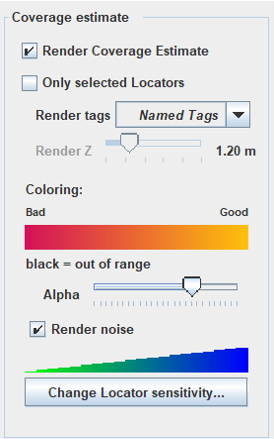 Coverage estimate
Render Coverage Estimate
Only selected Locators
Render tags Named Tags
Render Z 1.20 m
Coloring:
Bad Good
black = out of range
Alpha
Render noise
Change Locator sensitivity...